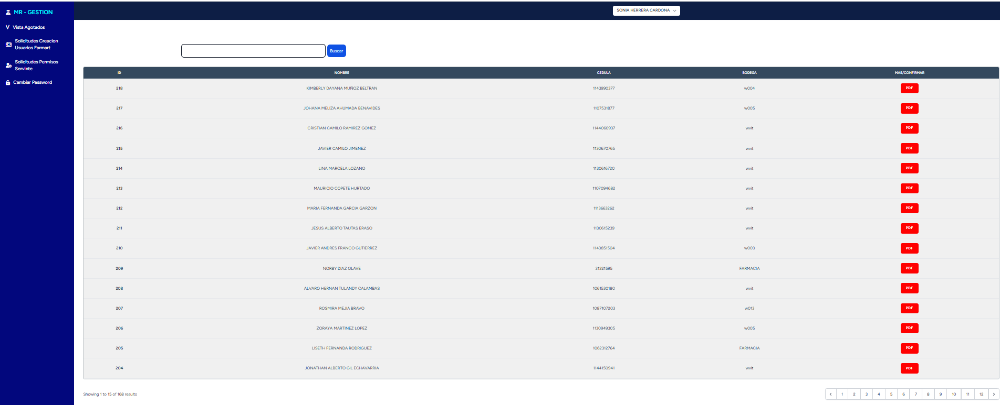 MR - GESTION
SONIA HERRERA CARDONA
Vista Agotados
Solicitudes Creacion
Usuarios Farmart
Solicitudes Permisos
Servinte
Cambiar Password
Buscar
ID NOMBRE CEDULA BODEGA MAS/CONFIRMAR
218 KIMBERLY DAYANA MUÑOZ BELTRAN 1143990377 w004 PDF
217 JOHANA MELIZA AHUMADA BENAVIDES 1107531877 w005 PDF
216 CRISTIAN CAMILO RAMIREZ GOMEZ 1144060937 wvit PDF
215 JAVIER CAMILO JIMENEZ 1130670765 wvit PDF
214 LINA MARCELA LOZANO 1130616720 wvit PDF
213 MAURICIO COPETE HURTADO 1107094682 wvit PDF
212 MARIA FERNANDA GARCIA GARZON 1113663262 wvit PDF
211 JESUS ALBERTO TAUTAS ERASO 1130615239 wvit PDF
210 JAVIER ANDRES FRANCO GUTIERREZ 1143851504 w003 PDF
209 NORBY DIAZ OLAVE 31321595 FARMACIA PDF
208 ALVARO HERNAN TULANDY CALAMBAS 1061530180 wvit PDF
207 ROSMIRA MEJIA BRAVO 1087107203 w013 PDF
206 ZORAYA MARTINEZ LOPEZ 1130949305 w005 PDF
205 LISETH FERNANDA RODRIGUEZ 1062312764 FARMACIA PDF
204 JONATHAN ALBERTO GIL ECHAVARRIA 1144150941 wvit PDF
Showing 1 to 15 of 168 results
1 2 3 4 5 6 7 8 9 10 11 12